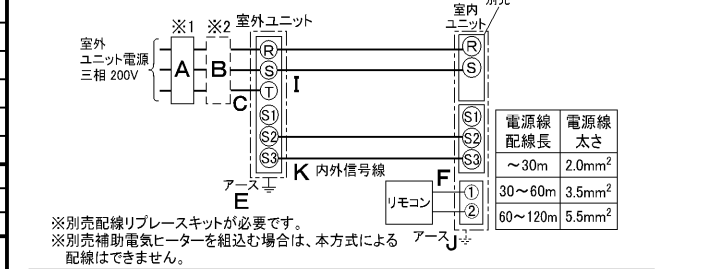 別売
※1 ※2 室外ユニット
室内
ユニット
室外
ユニット電源
三相 200V
A
B
C
R
S
T
S1
S2
S3
I
R
S
S1
S2
S3
K 内外信号線
アース
E
F
リモコン
①
②
アース J
電源線
配線長
電源線
太さ
～30m 2.0mm²
30～60m 3.5mm²
60～120m 5.5mm²
※別売配線リプレースキットが必要です。
※別売補助電気ヒーターを組込む場合は、本方式による
配線はできません。